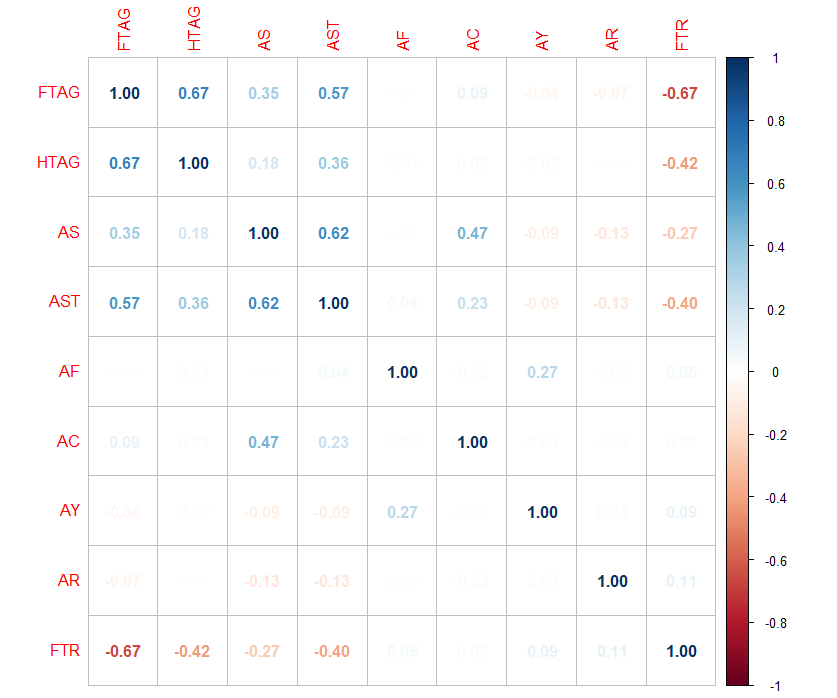 FTAG HTAG AS AST AF AC AY AR FTR
FTAG 1.00 0.67 0.35 0.57 0.09 -0.04 -0.07 -0.67
HTAG 0.67 1.00 0.18 0.36 -0.42
AS 0.35 0.18 1.00 0.62 0.47 -0.09 -0.13 -0.27
AST 0.57 0.36 0.62 1.00 0.04 0.23 -0.09 -0.13 -0.40
AF 0.04 1.00 0.27 0.05
AC 0.09 0.47 0.23 1.00
AY -0.04 -0.09 -0.09 0.27 1.00 0.09
AR -0.07 -0.13 -0.13 1.00 0.11
FTR -0.67 -0.42 -0.27 -0.40 0.05 0.09 0.11 1.00
1
0.8
0.6
0.4
0.2
0
-0.2
-0.4
-0.6
-0.8
-1